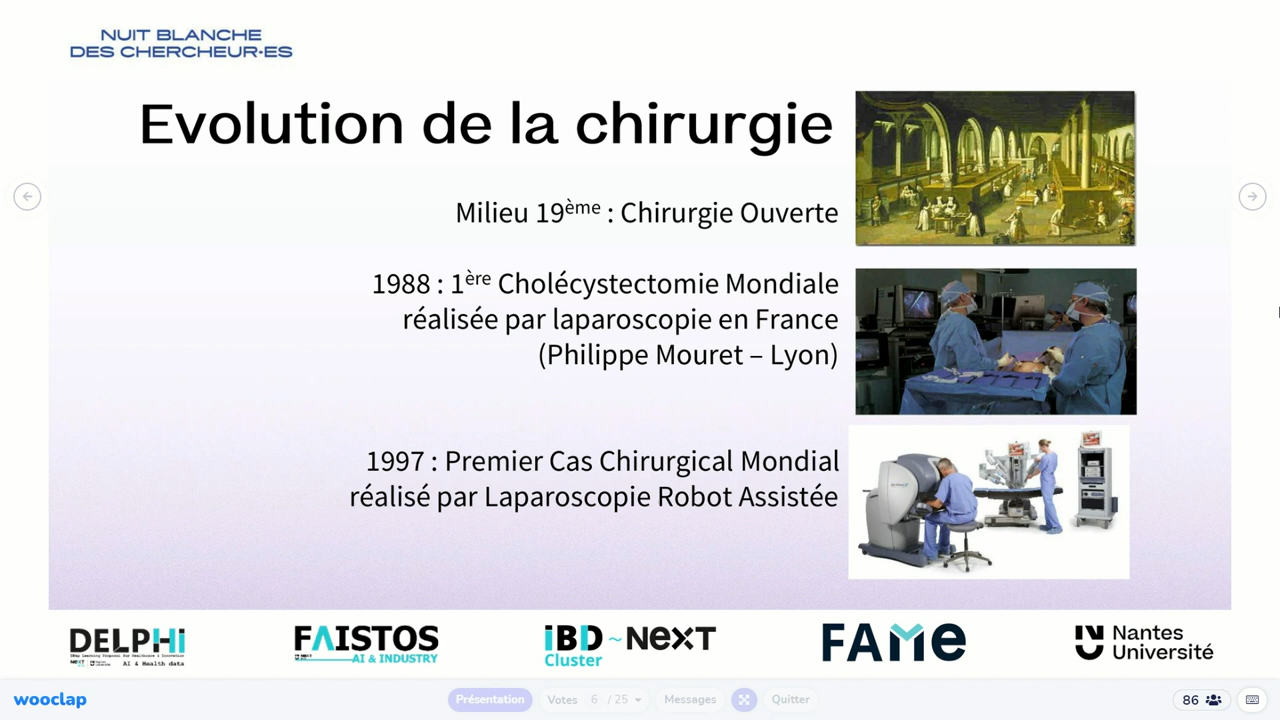 NUIT BLANCHE
DES CHERCHEUR·ES
Evolution de la chirurgie
Milieu 19ème : Chirurgie Ouverte
1988 : 1ère Cholécystectomie Mondiale
réalisée par laparoscopie en France
(Philippe Mouret – Lyon)
1997 : Premier Cas Chirurgical Mondial
réalisé par Laparoscopie Robot Assistée
DELPHi
AI & Health data
FAISTOS
AI & INDUSTRY
iBD ~ NEXT
Cluster
FAMe
Nantes
Université
wooclap
Présentation
Votes 6 / 25
Messages
Quitter
86